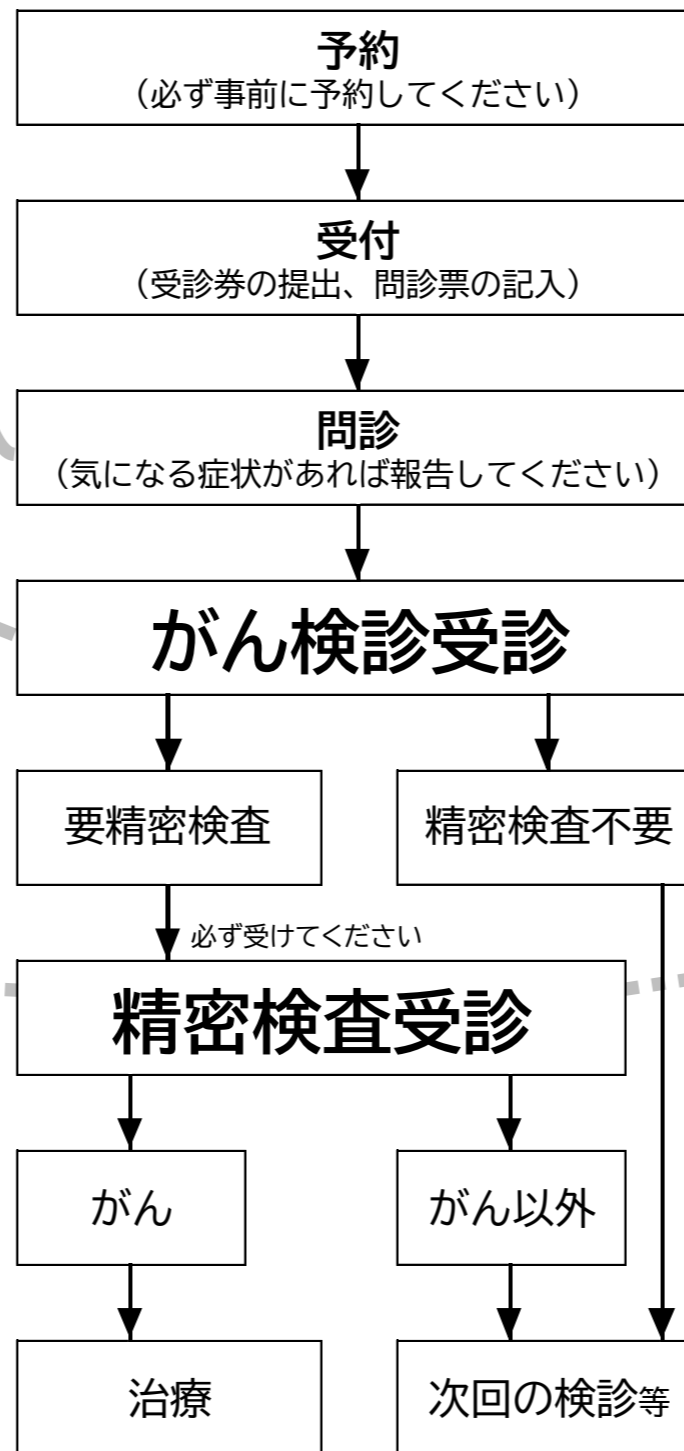 予約
（必ず事前に予約してください）
受付
（受診券の提出、問診票の記入）
問診
（気になる症状があれば報告してください）
がん検診受診
要精密検査
精密検査不要
必ず受けてください
精密検査受診
がん
がん以外
治療
次回の検診等